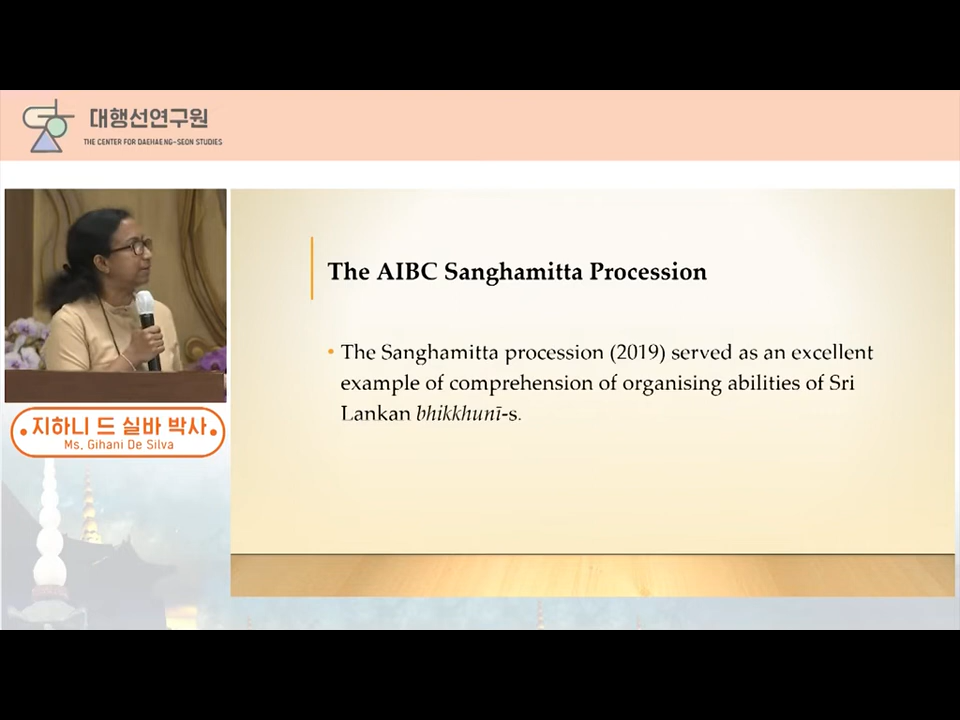 대행선연구원
THE CENTER FOR DAEHAENG-SEON STUDIES
The AIBC Sanghamitta Procession
• The Sanghamitta procession (2019) served as an excellent
example of comprehension of organising abilities of Sri
Lankan bhikkhunī-s.
지하니 드 실바 박사
Ms. Gihani De Silva